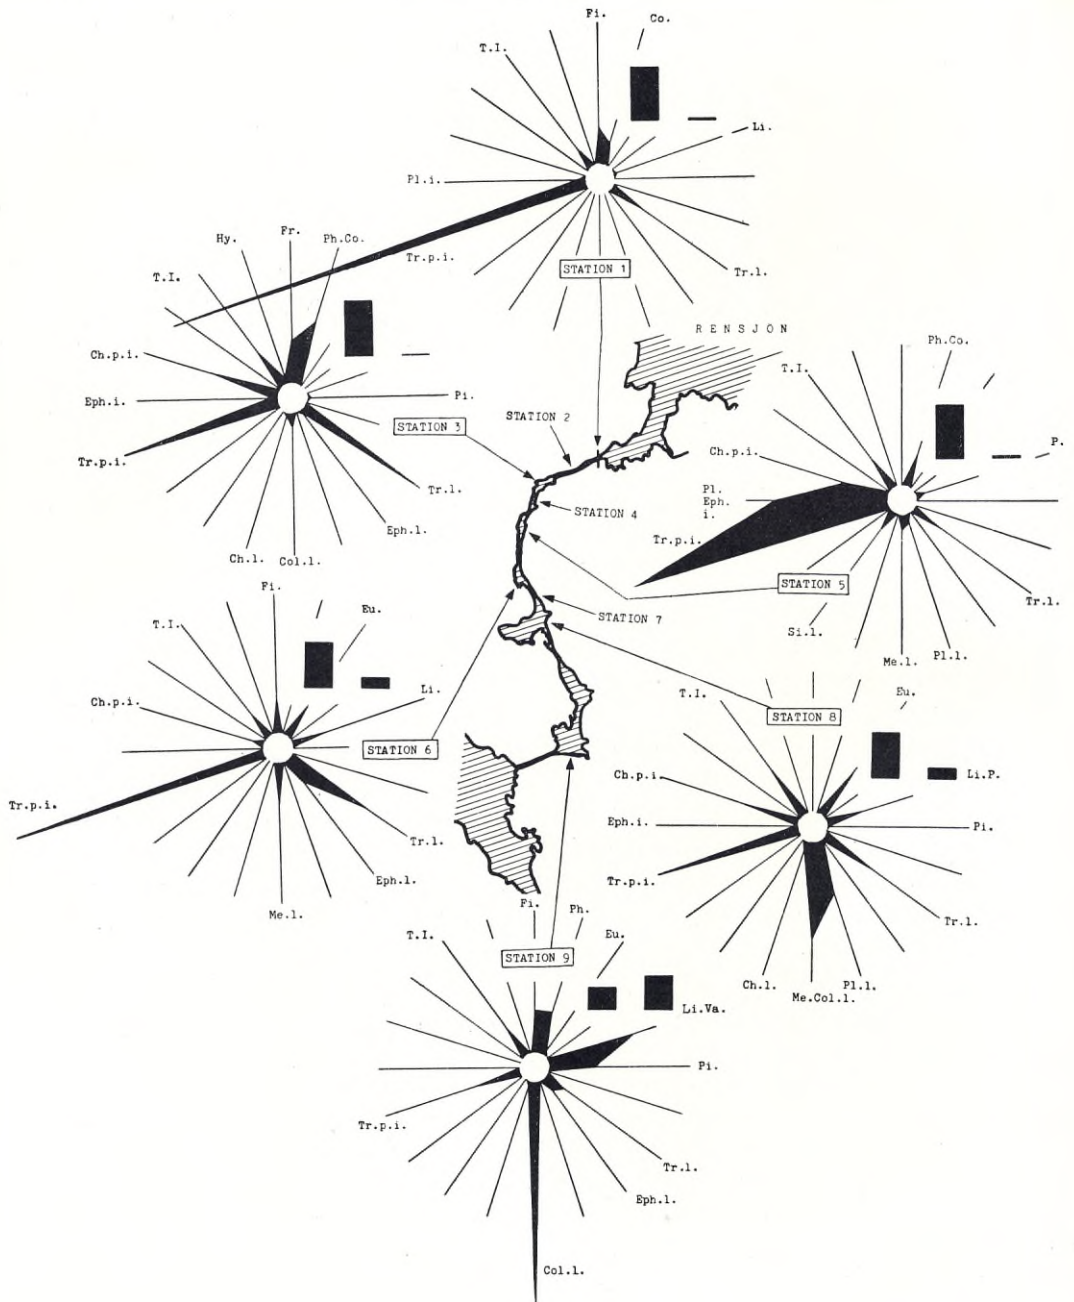 Fi.
Co.
T.I.
Li.
Pl.i.
Tr.p.i.
Tr.l.
STATION 1
Hy.
Fr.
Ph.Co.
T.I.
Ch.p.i.
Eph.i.
Pi.
Tr.p.i.
Tr.l.
Eph.l.
Ch.l.
Col.l.
STATION 3
RENSJÖN
STATION 2
STATION 4
Ph.Co.
T.I.
Ch.p.i.
P.
Pl.
Eph.
i.
Tr.p.i.
STATION 5
Tr.l.
Si.l.
Me.l.
Pl.l.
STATION 7
Fi.
T.I.
Eu.
Ch.p.i.
Li.
STATION 6
Tr.p.i.
Tr.l.
Eph.l.
Me.l.
T.I.
Eu.
STATION 8
Ch.p.i.
Li.P.
Eph.i.
Pi.
Tr.p.i.
Tr.l.
Ch.l.
Pl.l.
Me.Col.l.
Fi.
Ph.
T.I.
Eu.
STATION 9
Li.Va.
Pi.
Tr.p.i.
Tr.l.
Eph.l.
Col.l.